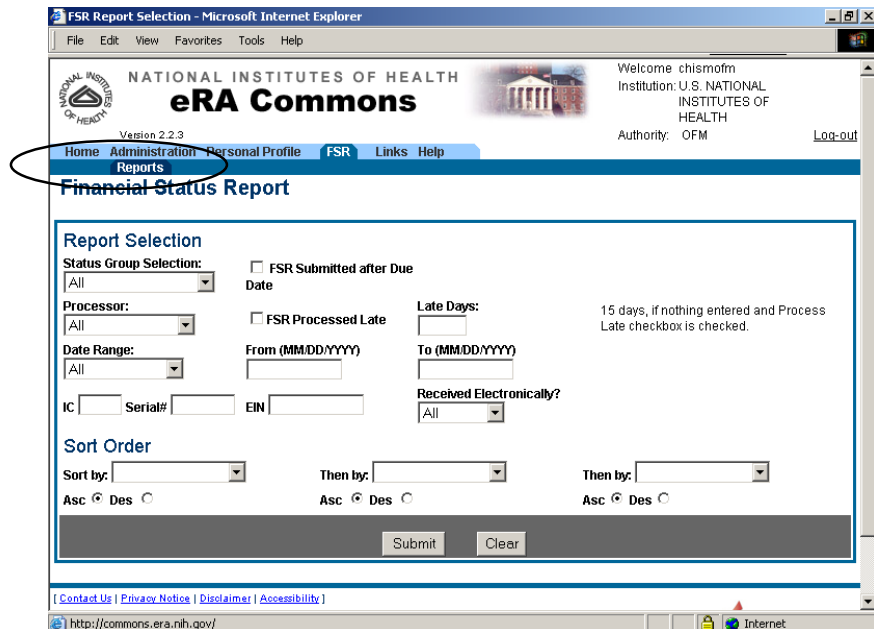 FSR Report Selection - Microsoft Internet Explorer
File Edit View Favorites Tools Help
NATIONAL INSTITUTES OF HEALTH
eRA Commons
Version 2.2.3
NATIONAL INSTITUTES OF HEALTH
Welcome chismofm
Institution: U.S. NATIONAL
INSTITUTES OF
HEALTH
Authority: OFM
Log-out
Home Administration Personal Profile FSR Links Help
Reports
Financial Status Report
Report Selection
Status Group Selection:
All
FSR Submitted after Due
Date
Processor:
All
FSR Processed Late
Late Days:
15 days, if nothing entered and Process
Late checkbox is checked.
Date Range:
All
From (MM/DD/YYYY)
To (MM/DD/YYYY)
IC Serial# EIN
Received Electronically?
All
Sort Order
Sort by: Then by: Then by:
Asc Des Asc Des Asc Des
Submit Clear
[ Contact Us | Privacy Notice | Disclaimer | Accessibility ]
http://commons.era.nih.gov/ Internet